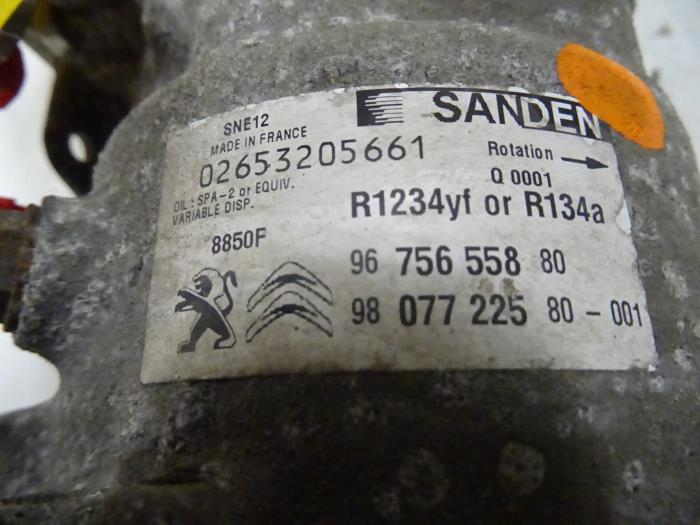 SANDEN
SNE12
MADE IN FRANCE
02653205661
Rotation
Q 0001
OIL : SPA-2 or EQUIV.
VARIABLE DISP.
R1234yf or R134a
8850F
96 756 558 80
98 077 225 80 - 001